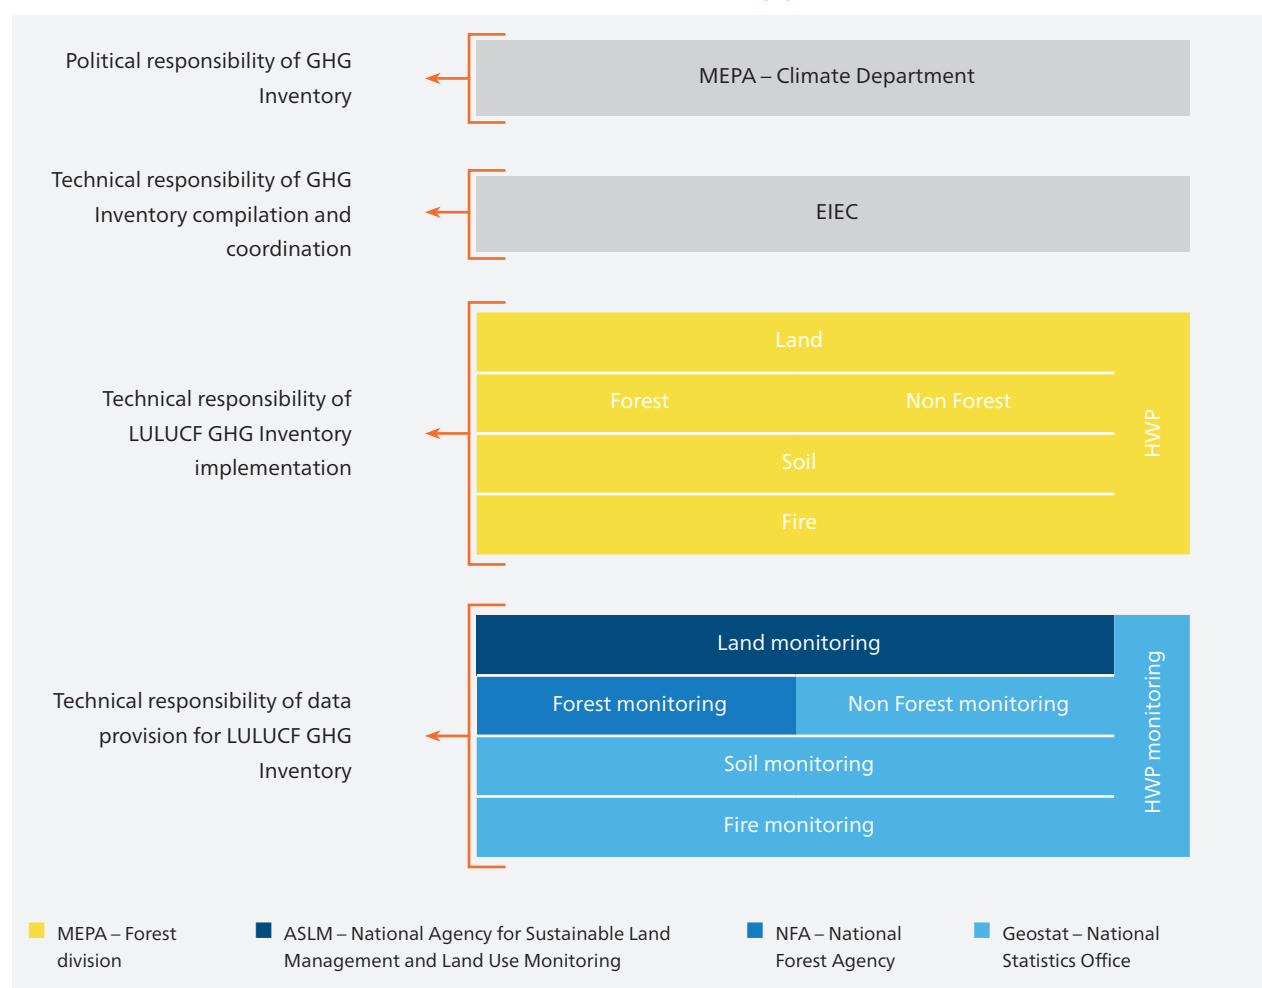 Political responsibility of GHG
Inventory
MEPA – Climate Department
Technical responsibility of GHG
Inventory compilation and
coordination
EIEC
Technical responsibility of
LULUCF GHG Inventory
implementation
Land
Forest
Non Forest
Soil
Fire
HWP
Technical responsibility of data
provision for LULUCF GHG
Inventory
Land monitoring
Forest monitoring
Non Forest monitoring
Soil monitoring
Fire monitoring
HWP monitoring
MEPA – Forest
division
ASLM – National Agency for Sustainable Land
Management and Land Use Monitoring
NFA – National
Forest Agency
Geostat – National
Statistics Office